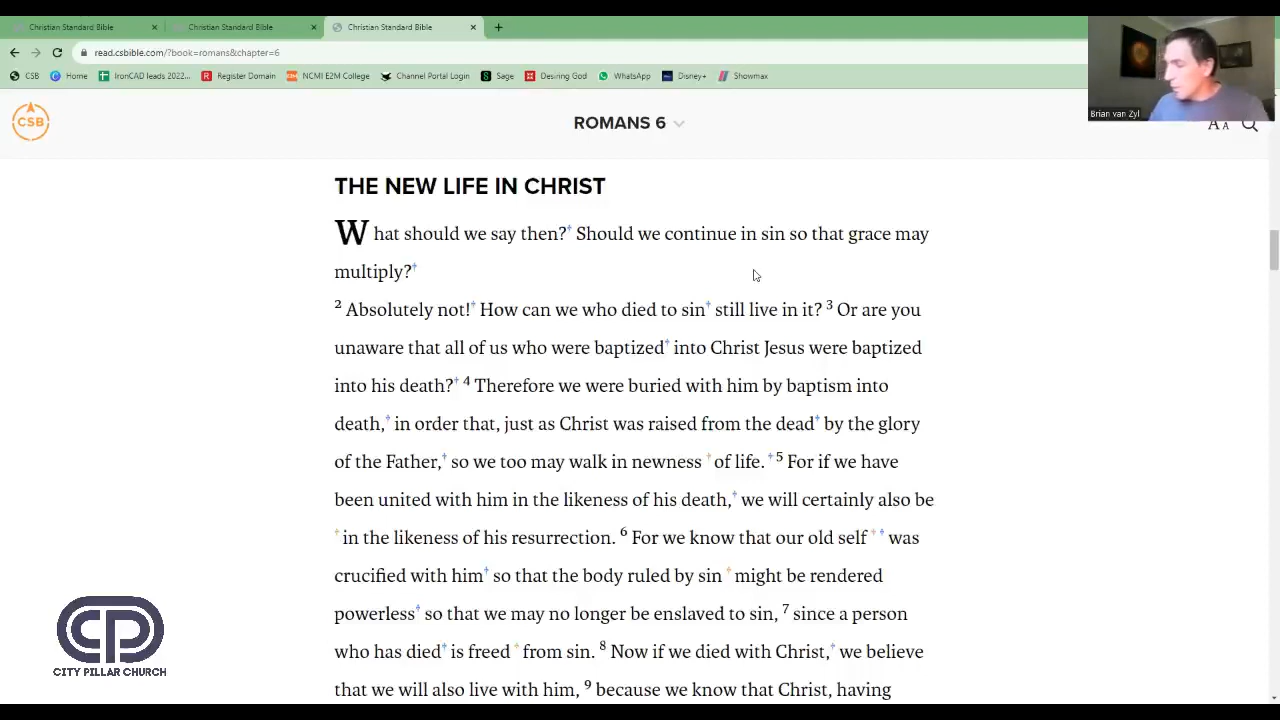 Christian Standard Bible
Christian Standard Bible
Christian Standard Bible
read.csbible.com/?book=romans&chapter=6
CSB
Home
IronCAD leads 2022...
Register Domain
NCMI E2M College
Channel Portal Login
Sage
Desiring God
WhatsApp
Disney+
Showmax
Brian van Zyl
CSB
ROMANS 6
AA
THE NEW LIFE IN CHRIST
What should we say then?† Should we continue in sin so that grace may
multiply?†
2 Absolutely not!† How can we who died to sin† still live in it? 3 Or are you
unaware that all of us who were baptized† into Christ Jesus were baptized
into his death?† 4 Therefore we were buried with him by baptism into
death,† in order that, just as Christ was raised from the dead† by the glory
of the Father,† so we too may walk in newness † of life. † 5 For if we have
been united with him in the likeness of his death,† we will certainly also be
† in the likeness of his resurrection. 6 For we know that our old self † † was
crucified with him† so that the body ruled by sin † might be rendered
powerless† so that we may no longer be enslaved to sin, 7 since a person
who has died† is freed † from sin. 8 Now if we died with Christ,† we believe
that we will also live with him, 9 because we know that Christ, having
CP
CITY PILLAR CHURCH